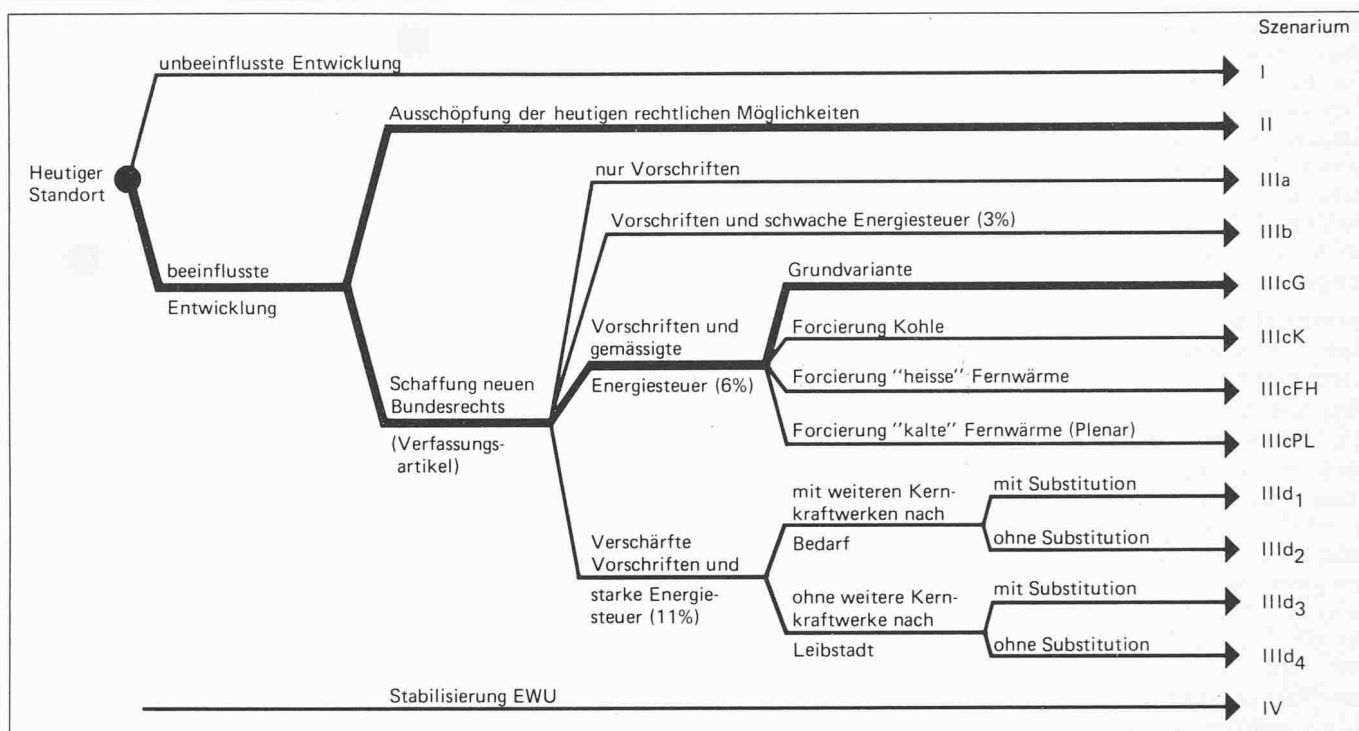 Szenarium
unbeeinflusste Entwicklung
I
Ausschöpfung der heutigen rechtlichen Möglichkeiten
II
Heutiger
Standort
nur Vorschriften
IIIa
Vorschriften und schwache Energiesteuer (3%)
IIIb
beeinflusste
Entwicklung
Grundvariante
IIIcG
Vorschriften und
gemässigte
Energiesteuer (6%)
Forcierung Kohle
IIIcK
Schaffung neuen
Bundesrechts
(Verfassungs-
artikel)
Forcierung "heisse" Fernwärme
IIIcFH
Forcierung "kalte" Fernwärme (Plenar)
IIIcPL
mit weiteren Kern-
kraftwerken nach
Bedarf
mit Substitution
IIId1
ohne Substitution
IIId2
Verschärfte
Vorschriften und
starke Energie-
steuer (11%)
ohne weitere Kern-
kraftwerke nach
Leibstadt
mit Substitution
IIId3
ohne Substitution
IIId4
Stabilisierung EWU
IV